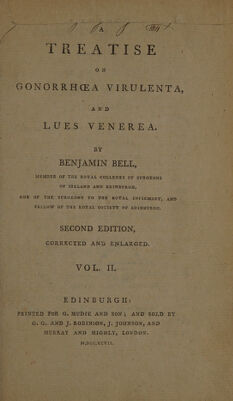 A
TREATISE
ON
GONORRHŒA VIRULENTA,
AND
LUES VENEREA.
BY
BENJAMIN BELL,
MEMBER OF THE ROYAL COLLEGES OF SURGEONS
OF IRELAND AND EDINBURGH,
ONE OF THE SURGEONS TO THE ROYAL INFIRMARY, AND
FELLOW OF THE ROYAL SOCIETY OF EDINBURGH.
SECOND EDITION,
CORRECTED AND ENLARGED.
VOL. II.
EDINBURGH:
PRINTED FOR G. MUDIE AND SON; AND SOLD BY
G. G. AND J. ROBINSON, J. JOHNSON, AND
MURRAY AND HIGHLY, LONDON.
M,DCC,XCVII.